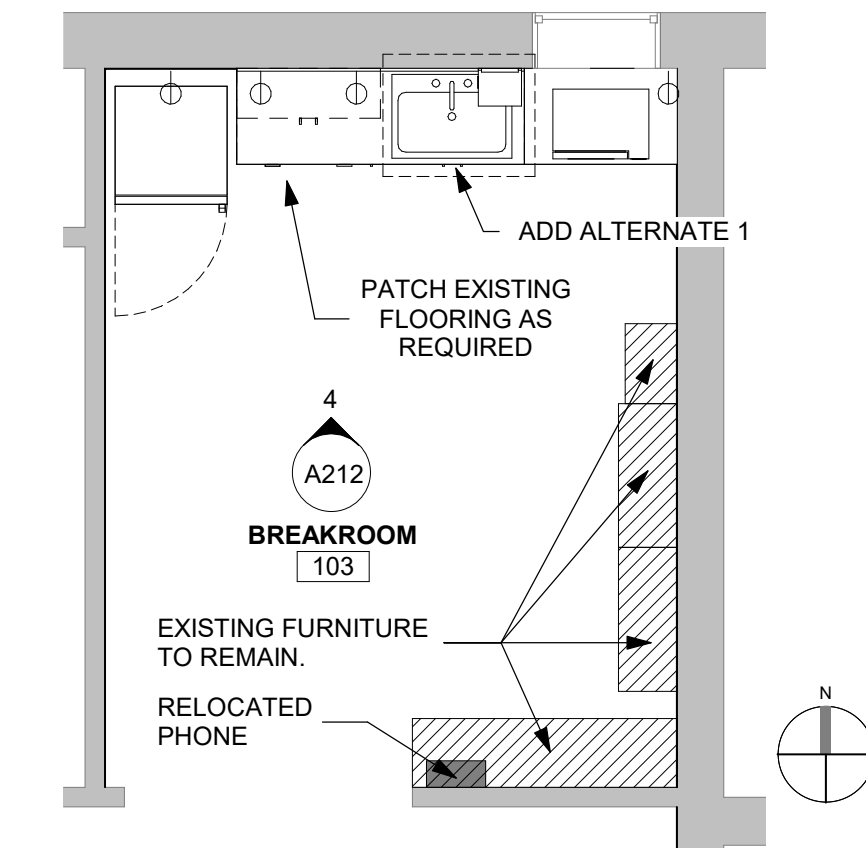 ADD ALTERNATE 1
PATCH EXISTING
FLOORING AS
REQUIRED
4
A212
BREAKROOM
103
EXISTING FURNITURE
TO REMAIN.
RELOCATED
PHONE
N